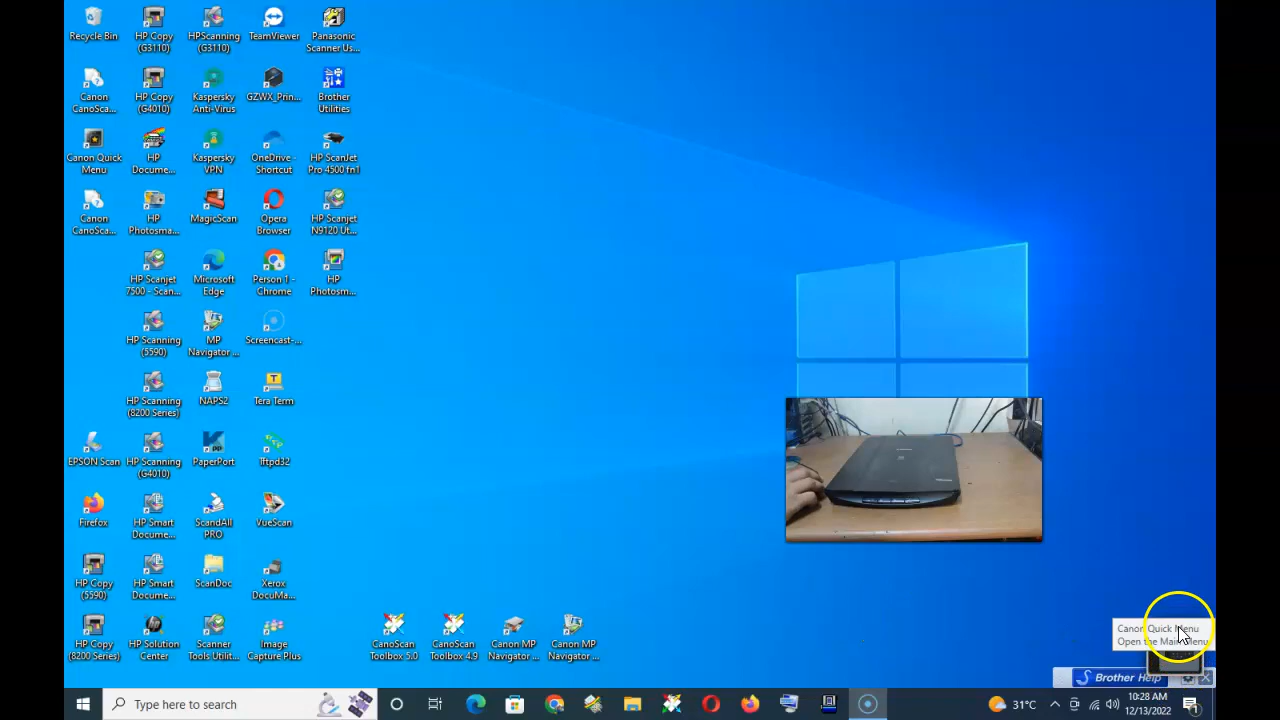 Recycle Bin
HP Copy
(G3110)
HPScanning
(G3110)
TeamViewer
Panasonic
Scanner Us...
Canon
CanoSca...
HP Copy
(G4010)
Kaspersky
Anti-Virus
GZWX_Prin...
Brother
Utilities
Canon Quick
Menu
HP
Docume...
Kaspersky
VPN
OneDrive -
Shortcut
HP ScanJet
Pro 4500 fn1
Canon
CanoSca...
HP
Photosma...
MagicScan
Opera
Browser
HP Scanjet
N9120 Ut...
HP Scanjet
7500 - Scan...
Microsoft
Edge
Person 1 -
Chrome
HP
Photosm...
HP Scanning
(5590)
MP
Navigator ...
Screencast-...
HP Scanning
(8200 Series)
NAPS2
Tera Term
EPSON Scan
HP Scanning
(G4010)
PaperPort
Tftpd32
Firefox
HP Smart
Docume...
ScandAll
PRO
VueScan
HP Copy
(5590)
HP Smart
Docume...
ScanDoc
Xerox
DocuMa...
HP Copy
(8200 Series)
HP Solution
Center
Scanner
Tools Utilit...
Image
Capture Plus
CanoScan
Toolbox 5.0
CanoScan
Toolbox 4.9
Canon MP
Navigator ...
Canon MP
Navigator ...
Canon Quick Menu
Open the Main Menu
Brother Help
Type here to search
31°C
10:28 AM
12/13/2022
1